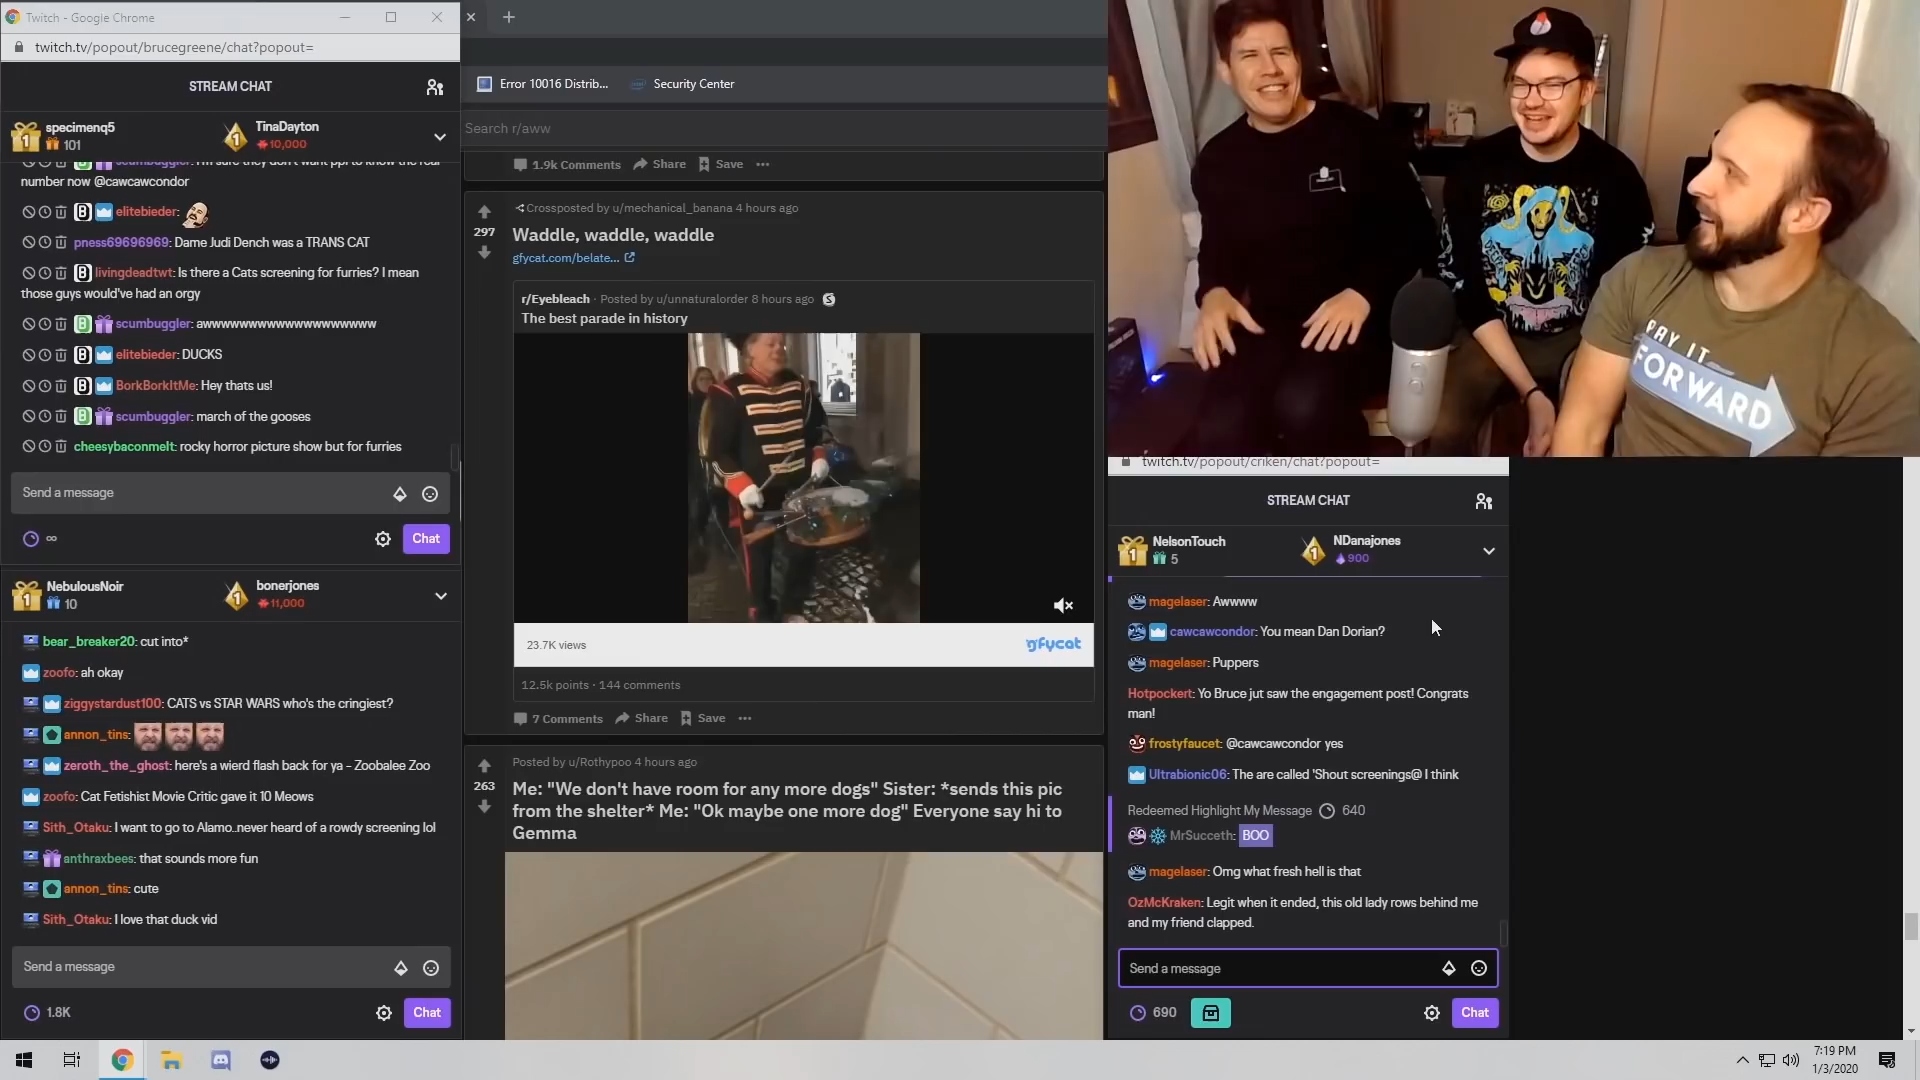 Twitch - Google Chrome
twitch.tv/popout/brucegreene/chat?popout=
STREAM CHAT
specimenq5
101
TinaDayton
10,000
number now @cawcawcondor
elitebieder:
pness69696969: Dame Judi Dench was a TRANS CAT
livingdeadtwt: Is there a Cats screening for furries? I mean
those guys would've had an orgy
scumbuggler: awwwwwwwwwwwwwwwwwww
elitebieder: DUCKS
BorkBorkItMe: Hey thats us!
scumbuggler: march of the gooses
cheesybaconmelt: rocky horror picture show but for furries
Send a message
∞
Chat
NebulousNoir
10
bonerjones
11,000
bear_breaker20: cut into*
zoofo: ah okay
ziggystardust100: CATS vs STAR WARS who's the cringiest?
annon_tins:
zeroth_the_ghost: here's a wierd flash back for ya - Zoobalee Zoo
zoofo: Cat Fetishist Movie Critic gave it 10 Meows
Sith_Otaku: I want to go to Alamo..never heard of a rowdy screening lol
anthraxbees: that sounds more fun
annon_tins: cute
Sith_Otaku: I love that duck vid
Send a message
1.8K
Chat
Error 10016 Distrib...
Security Center
Search r/aww
1.9k Comments Share Save ...
Crossposted by u/mechanical_banana 4 hours ago
297
Waddle, waddle, waddle
gfycat.com/belate...
r/Eyebleach · Posted by u/unnaturalorder 8 hours ago
The best parade in history
23.7K views
gfycat
12.5k points · 144 comments
7 Comments Share Save ...
Posted by u/Rothypoo 4 hours ago
263
Me: "We don't have room for any more dogs" Sister: *sends this pic
from the shelter* Me: "Ok maybe one more dog" Everyone say hi to
Gemma
PAY IT
FORWARD
twitch.tv/popout/criken/chat?popout=
STREAM CHAT
NelsonTouch
5
NDanajones
900
magelaser: Awwww
cawcawcondor: You mean Dan Dorian?
magelaser: Puppers
Hotpockert: Yo Bruce jut saw the engagement post! Congrats
man!
frostyfaucet: @cawcawcondor yes
Ultrabionic06: The are called 'Shout screenings@ I think
Redeemed Highlight My Message 640
MrSucceth: BOO
magelaser: Omg what fresh hell is that
OzMcKraken: Legit when it ended, this old lady rows behind me
and my friend clapped.
Send a message
690
Chat
7:19 PM
1/3/2020